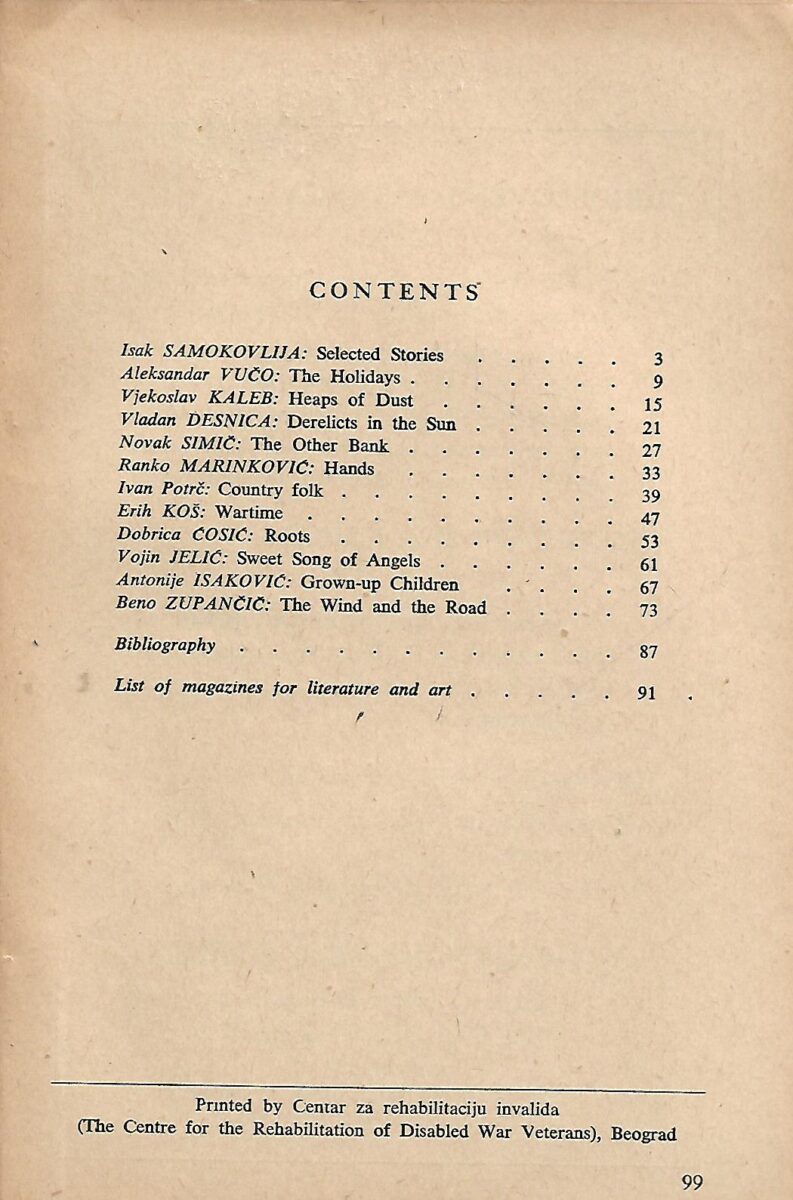 CONTENTS
Isak SAMOKOVLIJA: Selected Stories . . . . . 3
Aleksandar VUČO: The Holidays . . . . . . . 9
Vjekoslav KALEB: Heaps of Dust . . . . . . 15
Vladan DESNICA: Derelicts in the Sun . . . . . 21
Novak SIMIČ: The Other Bank . . . . . . . 27
Ranko MARINKOVIĆ: Hands . . . . . . . 33
Ivan Potrč: Country folk . . . . . . . . . 39
Erih KOŠ: Wartime . . . . . . . . . . 47
Dobrica ĆOSIĆ: Roots . . . . . . . . . 53
Vojin JELIĆ: Sweet Song of Angels . . . . . . 61
Antonije ISAKOVIĆ: Grown-up Children . . . . 67
Beno ZUPANČIČ: The Wind and the Road . . . . 73
Bibliography . . . . . . . . . . . . 87
List of magazines for literature and art . . . . . 91
Printed by Centar za rehabilitaciju invalida
(The Centre for the Rehabilitation of Disabled War Veterans), Beograd
99